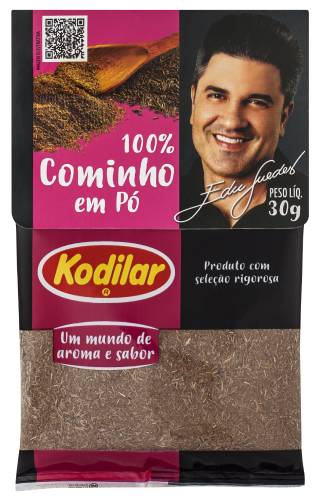 100%
Cominho
em Pó
Edu Guedes
PESO LÍQ.
30g
Kodilar
®
Produto com
seleção rigorosa
Um mundo de
aroma e sabor